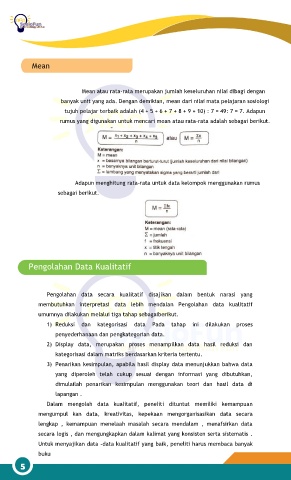 Mean
Mean atau rata-rata merupakan jumlah keseluruhan nilai dibagi dengan
banyak unit yang ada. Dengan demikian, mean dari nilai mata pelajaran sosiologi
tujuh pelajar terbaik adalah (4 + 5 + 6 + 7 + 8 + 9 + 10) : 7 = 49: 7 = 7. Adapun
rumus yang digunakan untuk mencari mean atau rata-rata adalah sebagai berikut.
M = x₁ + x₂ + x₃ + x₄ + xₙ / n atau M = Σx / n
Keterangan:
M = mean
x = besarnya bilangan berturut-turut (jumlah keseluruhan dari nilai bilangan)
n = banyaknya unit bilangan
Σ = lambang yang menyatakan sigma yang berarti jumlah dari
Adapun menghitung rata-rata untuk data kelompok menggunakan rumus
sebagai berikut.
M = Σfx / n
Keterangan:
M = mean (rata-rata)
Σ = jumlah
f = frekuensi
x = titik tengah
n = banyaknya unit bilangan
Pengolahan Data Kualitatif
Pengolahan data secara kualitatif disajikan dalam bentuk narasi yang
membutuhkan interpretasi data lebih mendalam Pengolahan data kualitatif
umumnya dilakukan melalui tiga tahap sebagaiberikut.
1) Reduksi dan kategorisasi data, Pada tahap ini dilakukan proses
penyederhanaan dan pengkategorian data.
2) Display data, merupakan proses menampilkan data hasil reduksi dan
kategorisasi dalam matriks berdasarkan kriteria tertentu.
3) Penarikan kesimpulan, apabila hasil display data menunjukkan bahwa data
yang diperoleh telah cukup sesuai dengan informasi yang dibutuhkan,
dimulailah penarikan kesimpulan menggunakan teori dan hasil data di
lapangan .
Dalam mengolah data kualitatif, peneliti dituntut memiliki kemampuan
mengumpul kan data, kreativitas, kepekaan mengorganisasikan data secara
lengkap , kemampuan menelaah masalah secara mendalam , menafsirkan data
secara logis , dan mengungkapkan dalam kalimat yang konsisten serta sistematis .
Untuk menyajikan data -data kualitatif yang baik, peneliti harus membaca banyak
buku
5